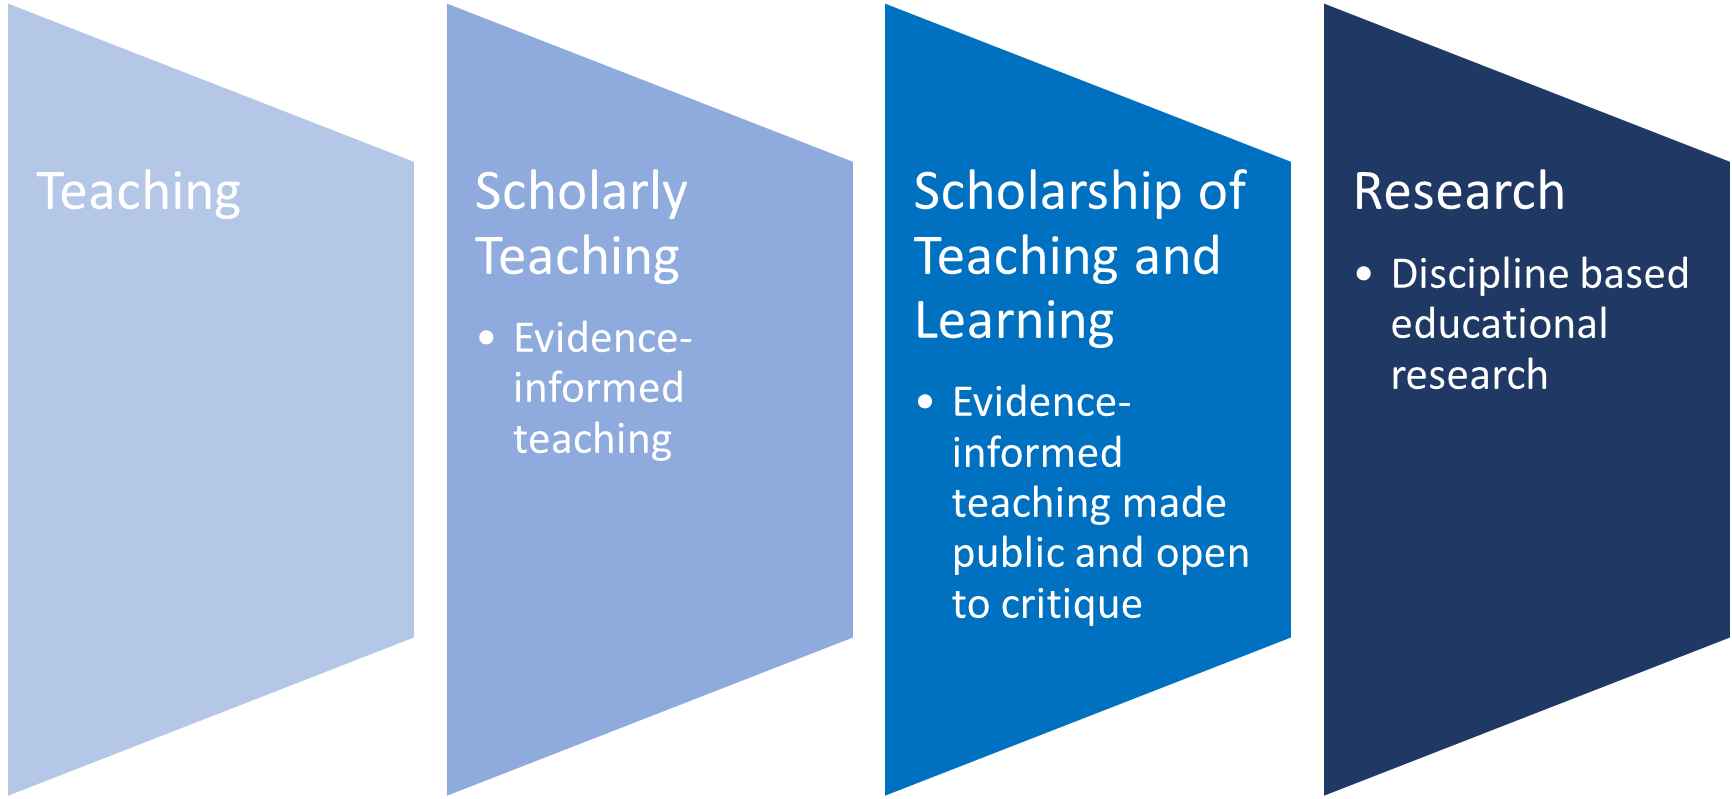 Teaching
Scholarly
Teaching
• Evidence-
informed
teaching
Scholarship of
Teaching and
Learning
• Evidence-
informed
teaching made
public and open
to critique
Research
• Discipline based
educational
research